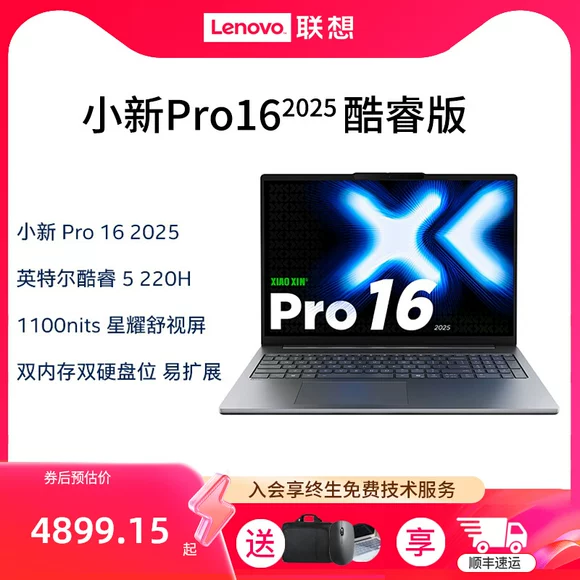 Lenovo 联想
小新Pro16 2025 酷睿版
小新 Pro 16 2025
英特尔酷睿 5 220H
1100nits 星耀舒视屏
双内存双硬盘位 易扩展
XIAO XIN
Pro 16
2025
券后预估价
4899.15 起
入会享终生免费技术服务
送
享
顺丰速运